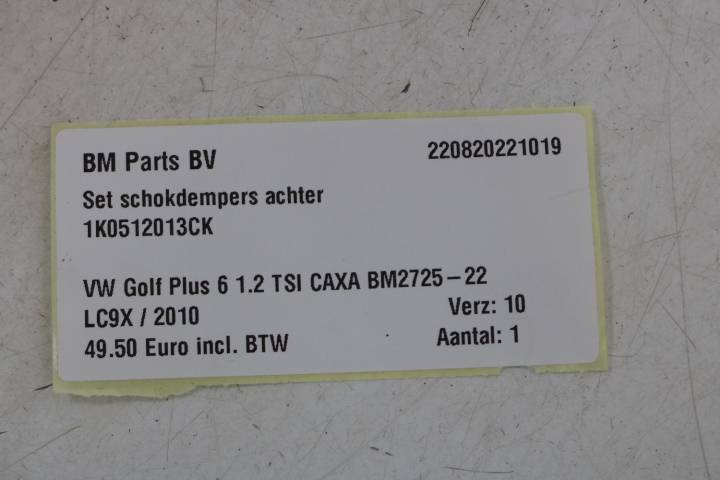 BM Parts BV 220820221019
Set schokdempers achter
1K0512013CK
VW Golf Plus 6 1.2 TSI CAXA BM2725-22
LC9X / 2010 Verz: 10
49.50 Euro incl. BTW Aantal: 1